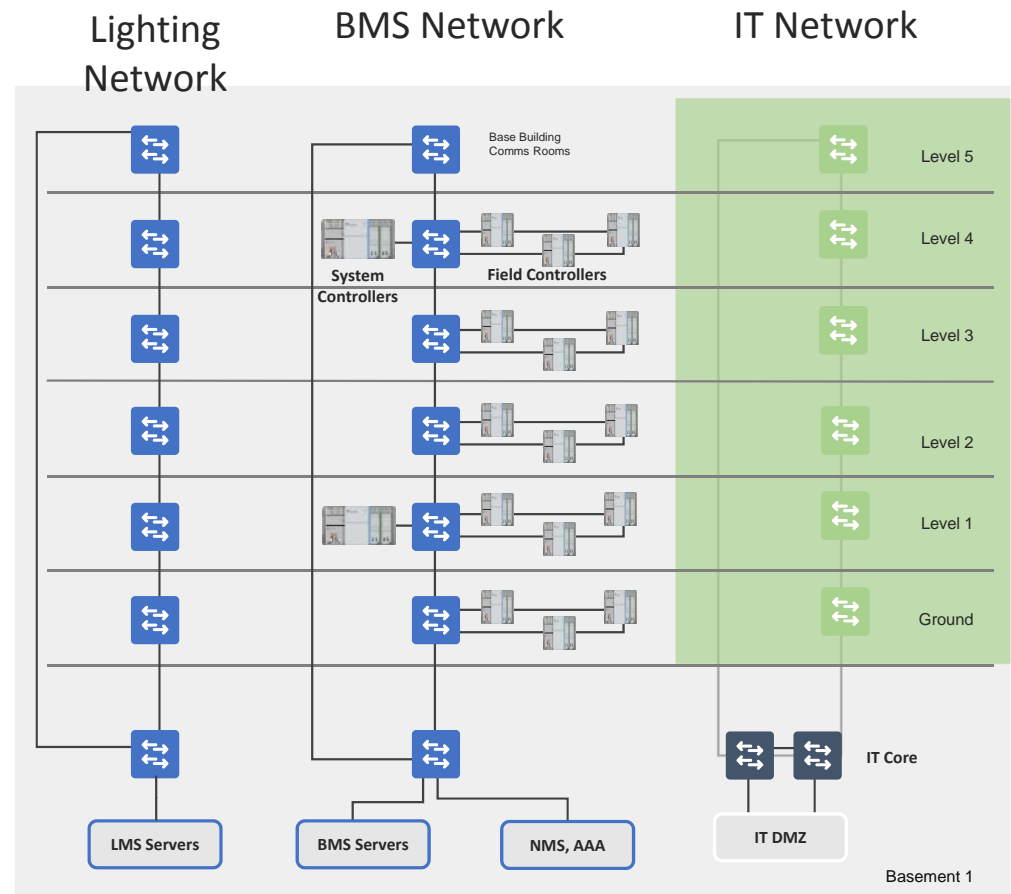 Lighting
Network
BMS Network
IT Network
Base Building
Comms Rooms
Level 5
Level 4
System
Controllers
Field Controllers
Level 3
Level 2
Level 1
Ground
IT Core
LMS Servers
BMS Servers
NMS, AAA
IT DMZ
Basement 1